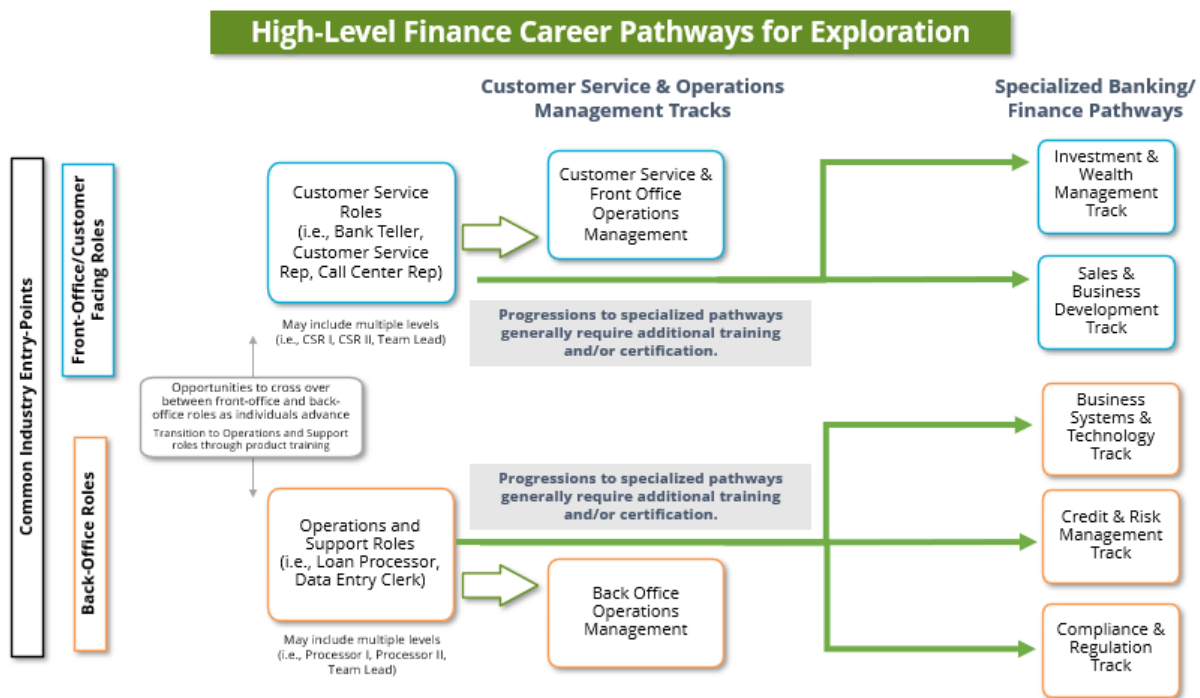 High-Level Finance Career Pathways for Exploration
Customer Service & Operations
Management Tracks
Specialized Banking/
Finance Pathways
Common Industry Entry-Points
Front-Office/Customer
Facing Roles
Customer Service
Roles
(i.e., Bank Teller,
Customer Service
Rep, Call Center Rep)
May include multiple levels
(i.e., CSR I, CSR II, Team Lead)
Customer Service &
Front Office
Operations
Management
Progressions to specialized pathways
generally require additional training
and/or certification.
Investment &
Wealth
Management
Track
Sales &
Business
Development
Track
Opportunities to cross over
between front-office and back-
office roles as individuals advance
Transition to Operations and Support
roles through product training
Back-Office Roles
Operations and
Support Roles
(i.e., Loan Processor,
Data Entry Clerk)
May include multiple levels
(i.e., Processor I, Processor II,
Team Lead)
Progressions to specialized pathways
generally require additional training
and/or certification.
Back Office
Operations
Management
Business
Systems &
Technology
Track
Credit & Risk
Management
Track
Compliance &
Regulation
Track